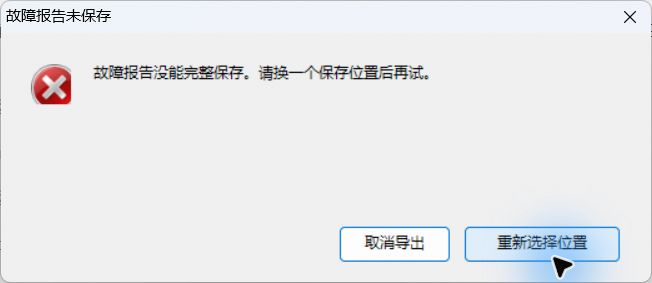 故障报告未保存
故障报告没能完整保存。请换一个保存位置后再试。
取消导出
重新选择位置